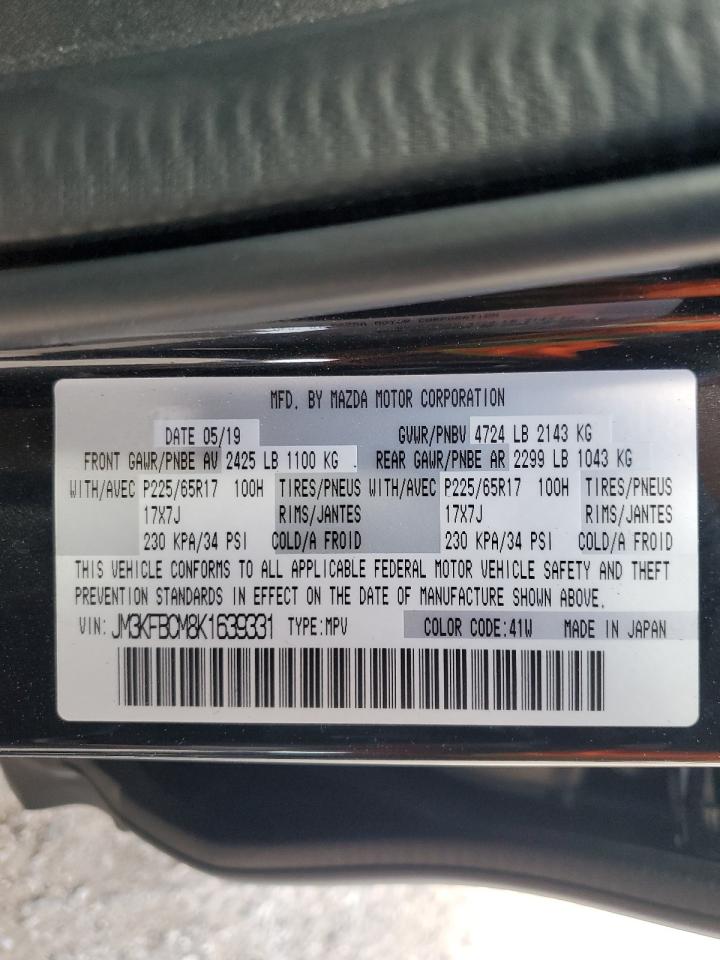 MFD. BY MAZDA MOTOR CORPORATION
DATE 05/19 GVWR/PNBV 4724 LB 2143 KG
FRONT GAWR/PNBE AV 2425 LB 1100 KG REAR GAWR/PNBE AR 2299 LB 1043 KG
WITH/AVEC P225/65R17 100H TIRES/PNEUS WITH/AVEC P225/65R17 100H TIRES/PNEUS
17X7J RIMS/JANTES 17X7J RIMS/JANTES
230 KPA/34 PSI COLD/A FROID 230 KPA/34 PSI COLD/A FROID
THIS VEHICLE CONFORMS TO ALL APPLICABLE FEDERAL MOTOR VEHICLE SAFETY AND THEFT
PREVENTION STANDARDS IN EFFECT ON THE DATE OF MANUFACTURE SHOWN ABOVE.
VIN: JM3KFBCM8K1639331 TYPE:MPV COLOR CODE:41W MADE IN JAPAN